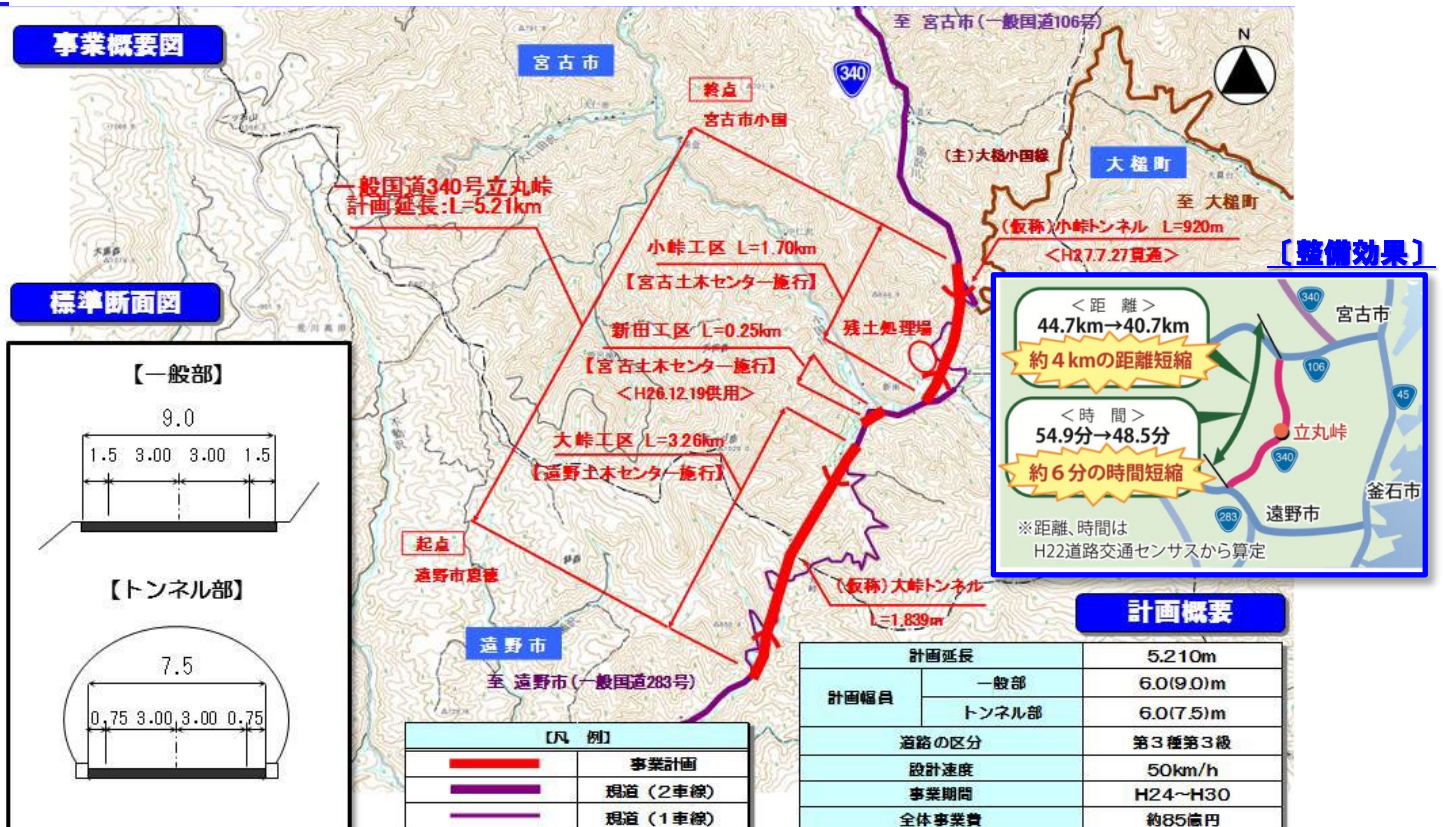 事業概要図
宮古市
至 宮古市(一般国道106号)
340
N
終点
宮古市小国
(主)大槌小国線
大槌町
至 大槌町
一般国道340号立丸峠
計画延長:L=5.21km
(仮称)小峠トンネル L=920m
<H27.7.27貫通>
小峠工区 L=1.70km
【宮古土木センター施行】
残土処理場
新田工区 L=0.25km
【宮古土木センター施行】
<H26.12.19供用>
大峠工区 L=3.26km
【遠野土木センター施行】
起点
遠野市恩徳
(仮称)大峠トンネル
L=1,839m
遠野市
至 遠野市(一般国道283号)
標準断面図
【一般部】
9.0
1.5 3.00 3.00 1.5
【トンネル部】
7.5
0.75 3.00 3.00 0.75
[整備効果]
<距 離>
44.7km→40.7km
約4kmの距離短縮
<時 間>
54.9分→48.5分
約6分の時間短縮
※距離、時間は
H22道路交通センサスから算定
340
宮古市
106
45
立丸峠
340
釜石市
283
遠野市
【凡 例】
事業計画
現道(2車線)
現道(1車線)
計画概要
計画延長 5.210m
計画幅員 一般部 6.0(9.0)m
トンネル部 6.0(7.5)m
道路の区分 第3種第3級
設計速度 50km/h
事業期間 H24~H30
全体事業費 約85億円